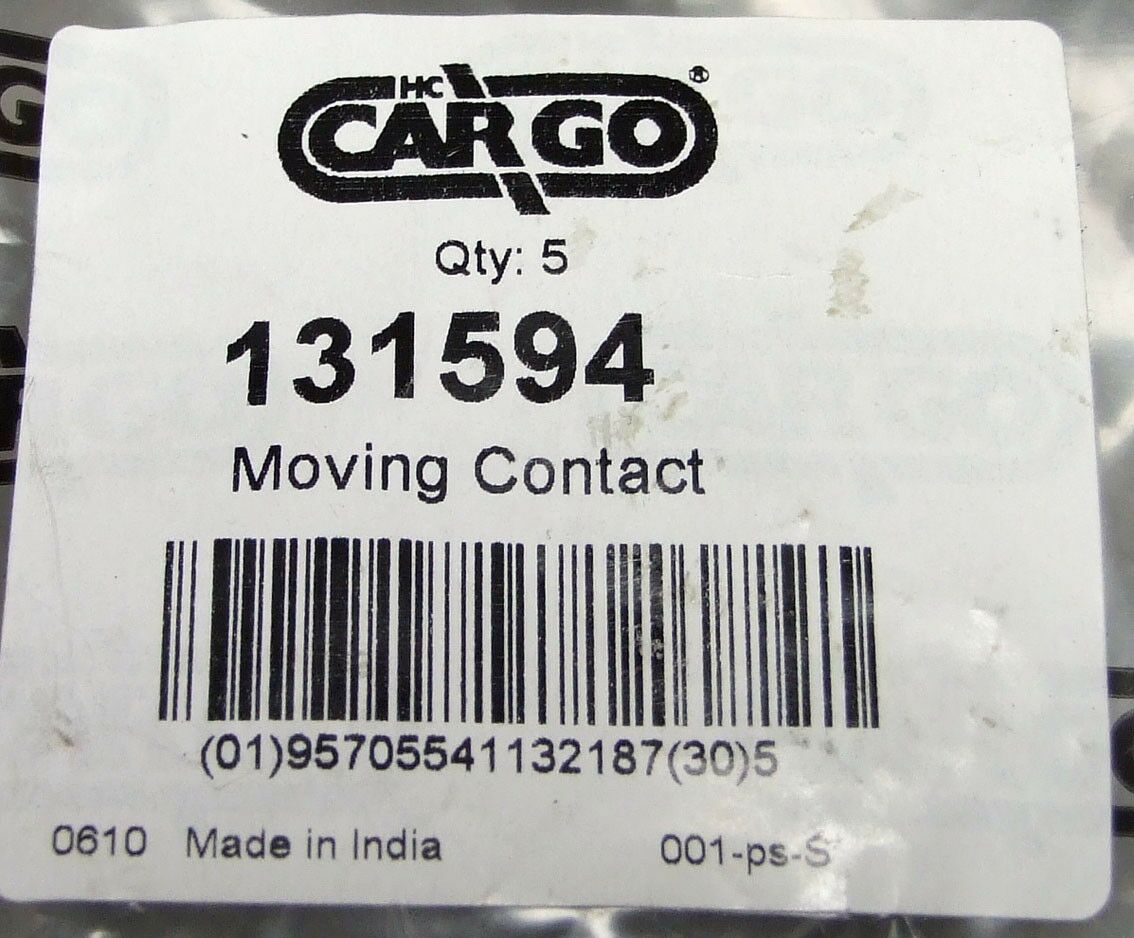 HC
CARGO®
Qty: 5
131594
Moving Contact
(01)95705541132187(30)5
0610 Made in India 001-ps-S